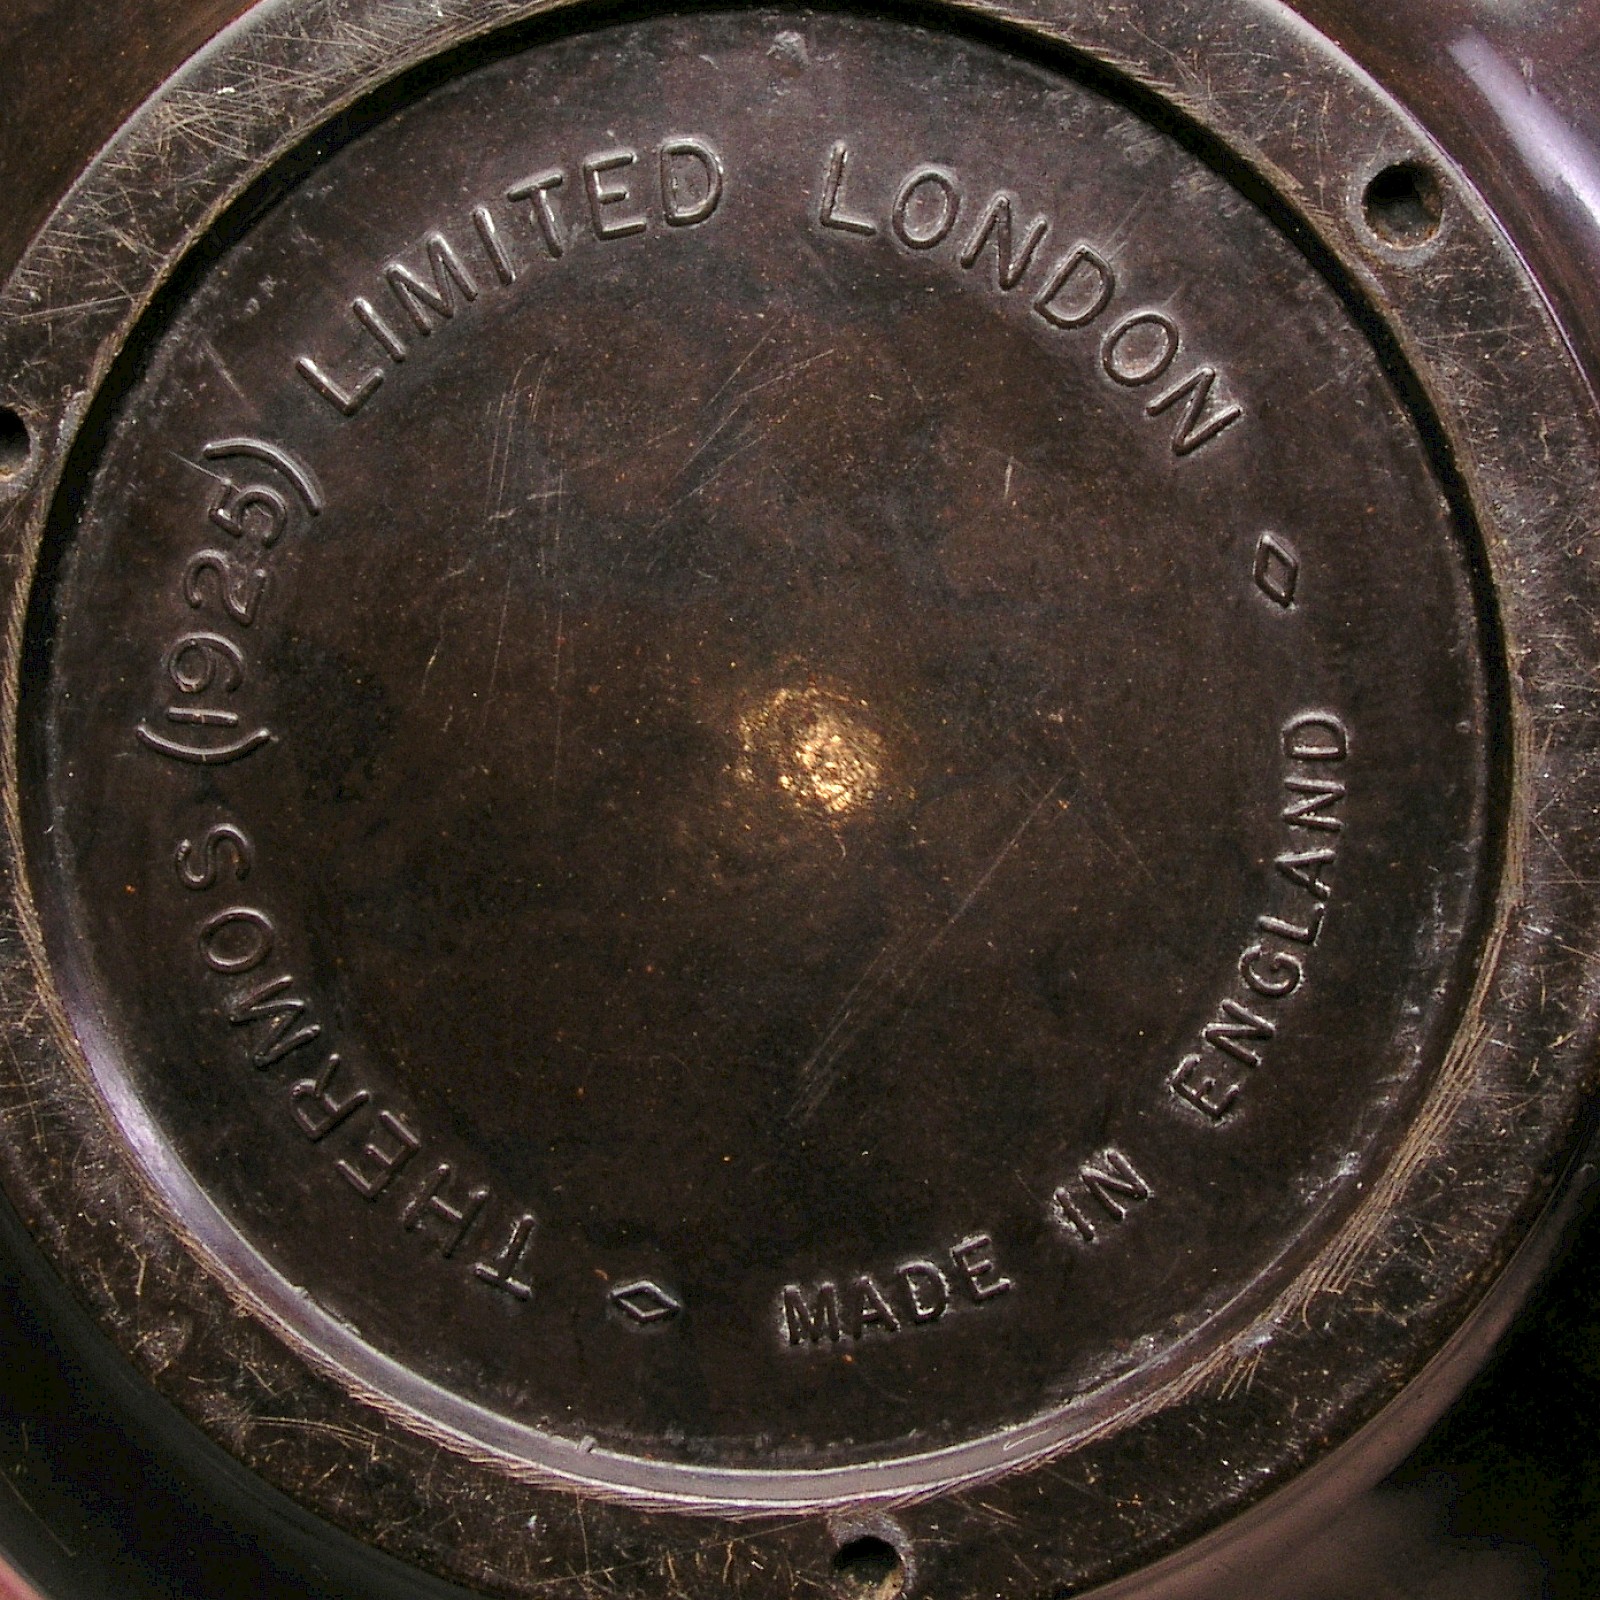 THERMOS (1925) LIMITED LONDON
MADE IN ENGLAND